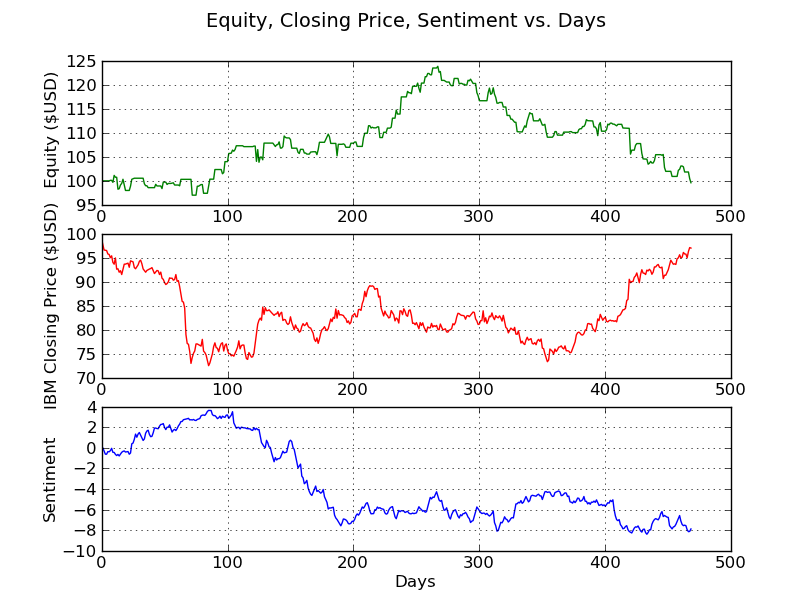 Equity, Closing Price, Sentiment vs. Days
Equity ($USD)
125
120
115
110
105
100
95
0 100 200 300 400 500
IBM Closing Price ($USD)
100
95
90
85
80
75
70
0 100 200 300 400 500
Sentiment
4
2
0
−2
−4
−6
−8
−10
0 100 200 300 400 500
Days